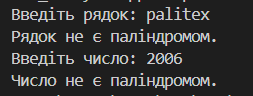 Введіть рядок: palitex
Рядок не є паліндромом.
Введіть число: 2006
Число не є паліндромом.